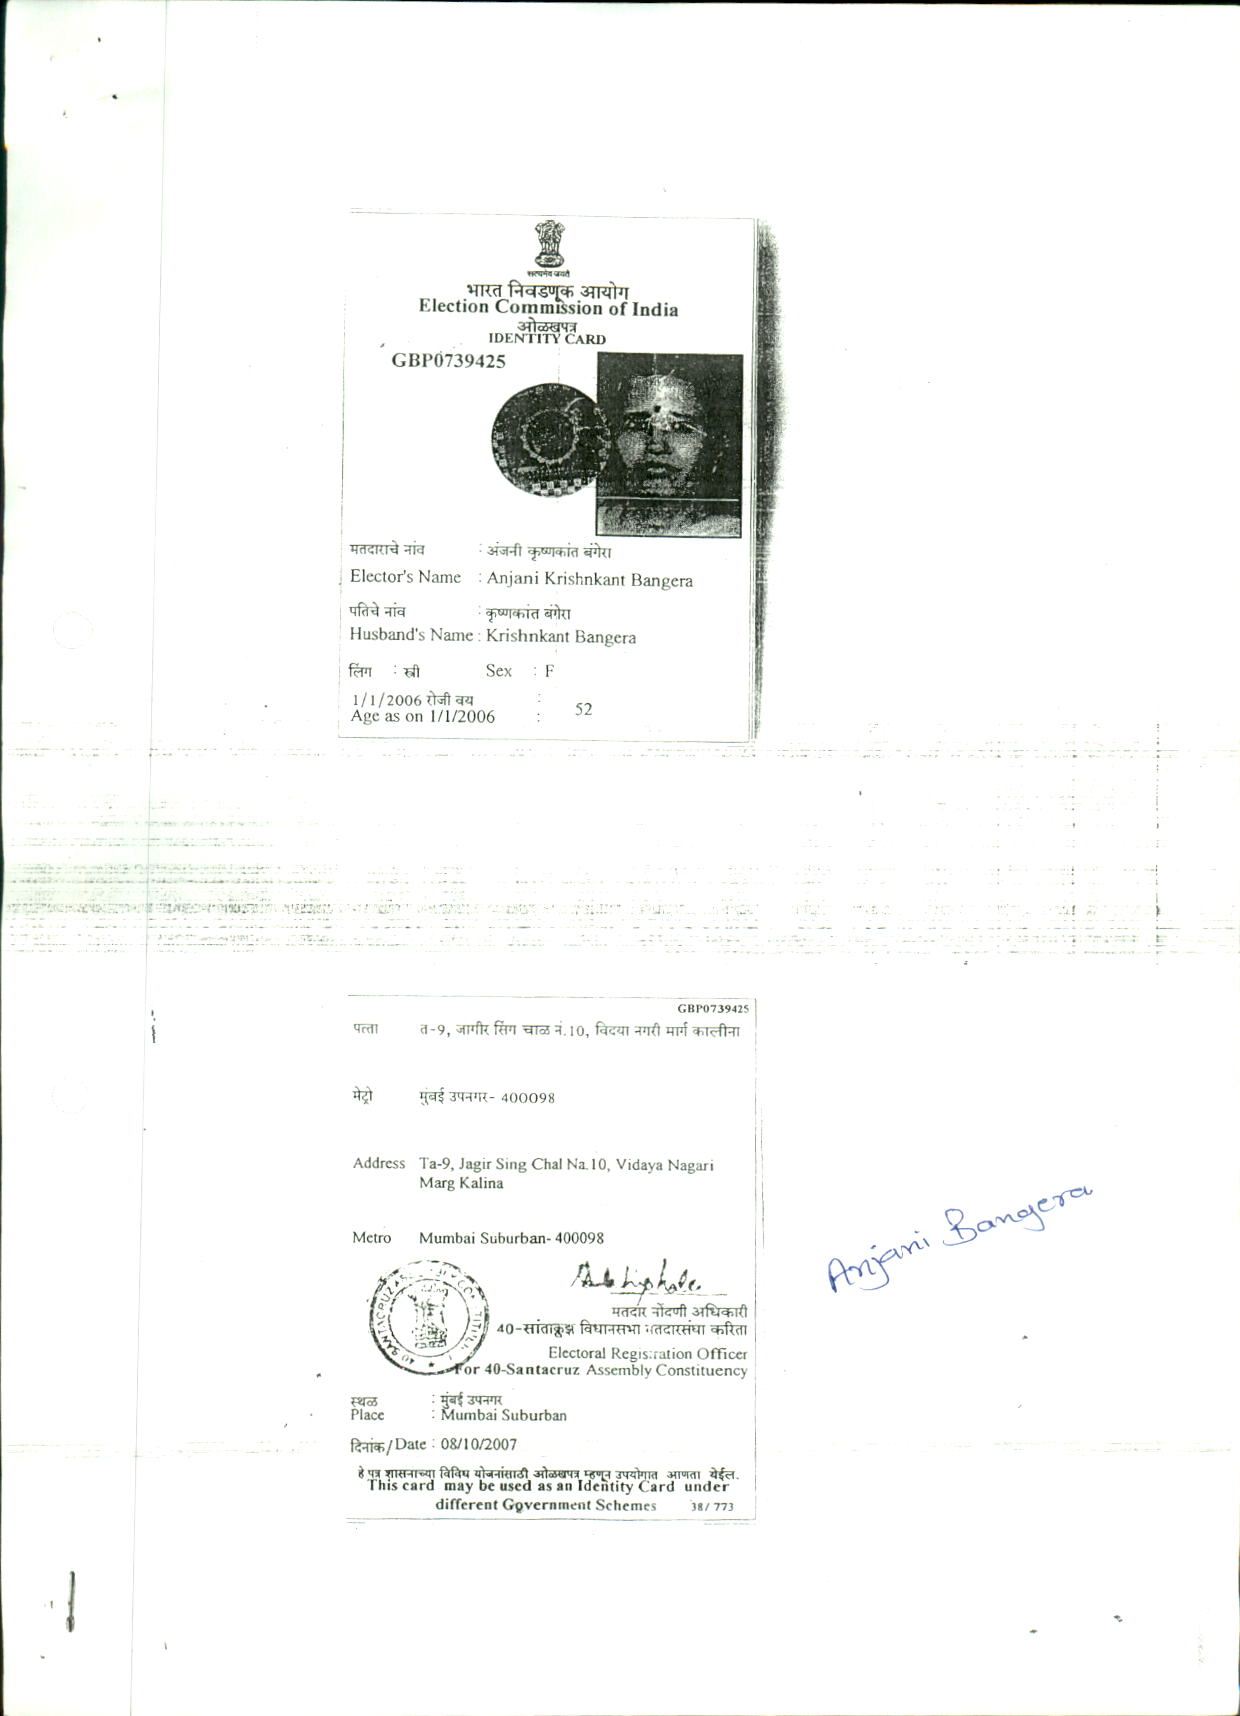 सत्यमेव जयते
भारत निवडणूक आयोग
Election Commission of India
ओळखपत्र
IDENTITY CARD
GBP0739425
मतदाराचे नांव : अंजनी कृष्णकांत बंगेरा
Elector's Name : Anjani Krishnkant Bangera
पतिचे नांव : कृष्णकांत बंगेरा
Husband's Name : Krishnkant Bangera
लिंग : स्त्री Sex : F
1/1/2006 रोजी वय :
Age as on 1/1/2006 : 52
GBP0739425
पत्ता त-9, जागीर सिंग चाळ नं.10, विदया नगरी मार्ग कालीना
मेट्रो मुंबई उपनगर- 400098
Address Ta-9, Jagir Sing Chal Na.10, Vidaya Nagari
Marg Kalina
Metro Mumbai Suburban- 400098
Anjani Bangera
40 SANTACRUZ
मतदार नोंदणी अधिकारी
40-सांताक्रुझ विधानसभा मतदारसंघा करिता
Electoral Registration Officer
For 40-Santacruz Assembly Constituency
स्थळ : मुंबई उपनगर
Place : Mumbai Suburban
दिनांक/Date : 08/10/2007
हे पत्र शासनाच्या विविध योजनांसाठी ओळखपत्र म्हणून उपयोगात आणता येईल.
This card may be used as an Identity Card under
different Government Schemes 38/ 773